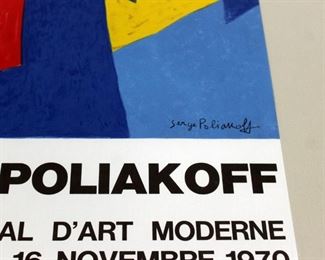 Serge Poliakoff
POLIAKOFF
AL D'ART MODERNE
16 NOVEMBRE 1970